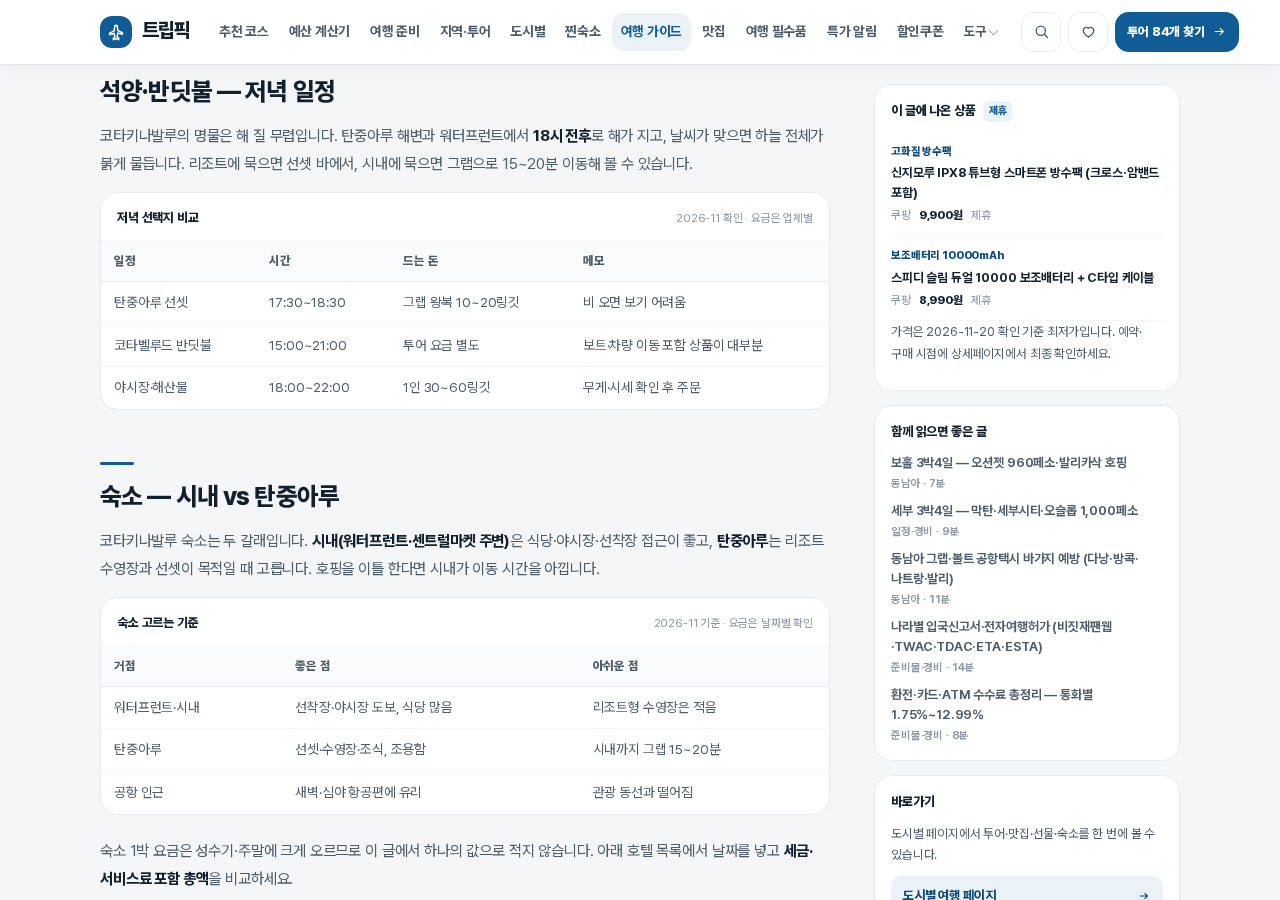 트립픽
추천 코스 예산 계산기 여행 준비 지역·투어 도시별 찐숙소 여행 가이드 맛집 여행 필수품 특가 알림 할인쿠폰 도구 투어 84개 찾기 →
석양·반딧불 — 저녁 일정
코타키나발루의 명물은 해 질 무렵입니다. 탄중아루 해변과 워터프런트에서 18시 전후로 해가 지고, 날씨가 맞으면 하늘 전체가
붉게 물듭니다. 리조트에 묵으면 선셋 바에서, 시내에 묵으면 그랩으로 15~20분 이동해 볼 수 있습니다.
저녁 선택지 비교 2026-11 확인 · 요금은 업체별
일정 시간 드는 돈 메모
탄중아루 선셋 17:30~18:30 그랩 왕복 10~20링깃 비 오면 보기 어려움
코타벨루드 반딧불 15:00~21:00 투어 요금 별도 보트·차량 이동 포함 상품이 대부분
야시장·해산물 18:00~22:00 1인 30~60링깃 무게·시세 확인 후 주문
숙소 — 시내 vs 탄중아루
코타키나발루 숙소는 두 갈래입니다. 시내(워터프런트·센트럴마켓 주변)은 식당·야시장·선착장 접근이 좋고, 탄중아루는 리조트
수영장과 선셋이 목적일 때 고릅니다. 호핑을 이틀 한다면 시내가 이동 시간을 아낍니다.
숙소 고르는 기준 2026-11 기준 · 요금은 날짜별 확인
거점 좋은 점 아쉬운 점
워터프런트·시내 선착장·야시장 도보, 식당 많음 리조트형 수영장은 적음
탄중아루 선셋·수영장·조식, 조용함 시내까지 그랩 15~20분
공항 인근 새벽·심야 항공편에 유리 관광 동선과 떨어짐
숙소 1박 요금은 성수기·주말에 크게 오르므로 이 글에서 하나의 값으로 적지 않습니다. 아래 호텔 목록에서 날짜를 넣고 세금·
서비스료 포함 총액을 비교하세요.
이 글에 나온 상품 제휴
고화질 방수팩
신지모루 IPX8 튜브형 스마트폰 방수팩 (크로스·암밴드
포함)
쿠팡 9,900원 제휴
보조배터리 10000mAh
스피디 슬림 듀얼 10000 보조배터리 + C타입 케이블
쿠팡 8,990원 제휴
가격은 2026-11-20 확인 기준 최저가입니다. 예약·
구매 시점에 상세페이지에서 최종 확인하세요.
함께 읽으면 좋은 글
보홀 3박4일 — 오션젯 960페소·발리카삭 호핑
동남아 · 7분
세부 3박4일 — 막탄·세부시티·오슬롭 1,000페소
일정·경비 · 9분
동남아 그랩·볼트 공항택시 바가지 예방 (다낭·방콕·
나트랑·발리)
동남아 · 11분
나라별 입국신고서·전자여행허가 (비짓재팬웹
·TWAC·TDAC·ETA·ESTA)
준비물·경비 · 14분
환전·카드·ATM 수수료 총정리 — 통화별
1.75%~12.99%
준비물·경비 · 8분
바로가기
도시별 페이지에서 투어·맛집·선물·숙소를 한 번에 볼 수
있습니다.
도시별 여행 페이지 →